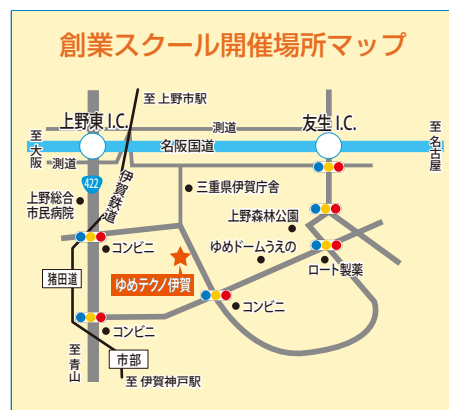 創業スクール開催場所マップ
至 上野市駅
上野東 I.C.
友生 I.C.
至 大阪
側道
至 名古屋
名阪国道
側道
422
伊賀鉄道
三重県伊賀庁舎
上野総合
市民病院
上野森林公園
コンビニ
ゆめドームうえの
猪田道
ゆめテクノ伊賀
ロート製薬
コンビニ
コンビニ
至 青山
市部
至 伊賀神戸駅